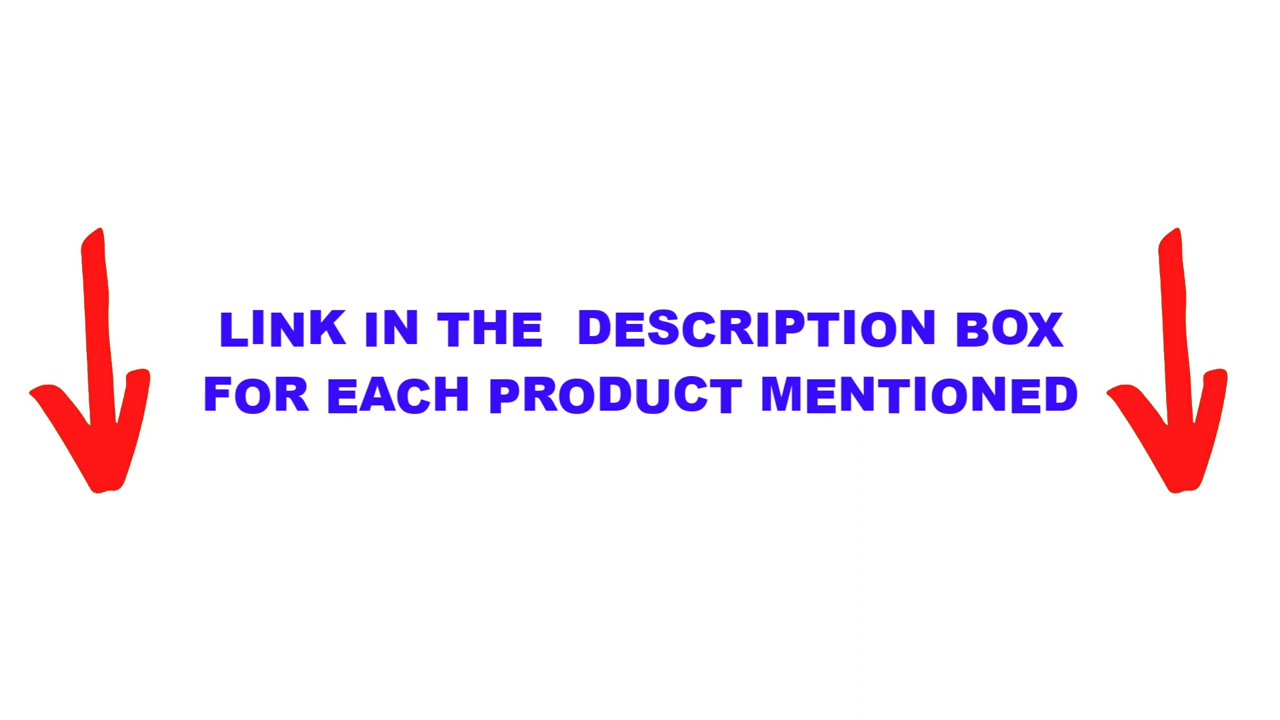 LINK IN THE DESCRIPTION BOX
FOR EACH PRODUCT MENTIONED